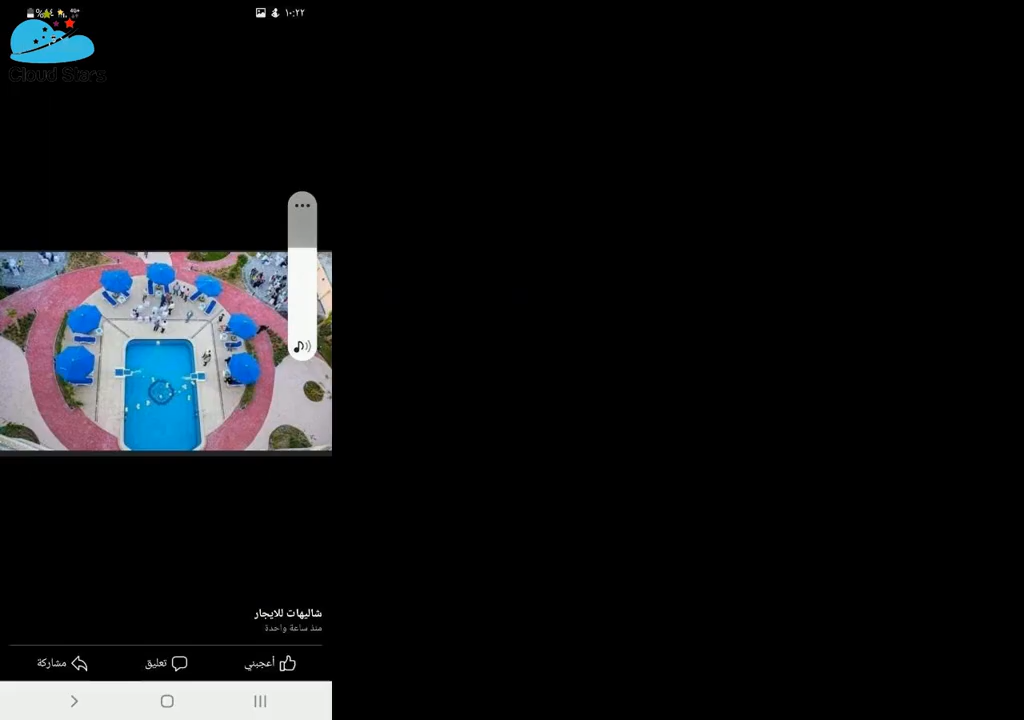 ١٠:٢٢
Cloud Stars
شاليهات للايجار
منذ ساعة واحدة
أعجبني
تعليق
مشاركة